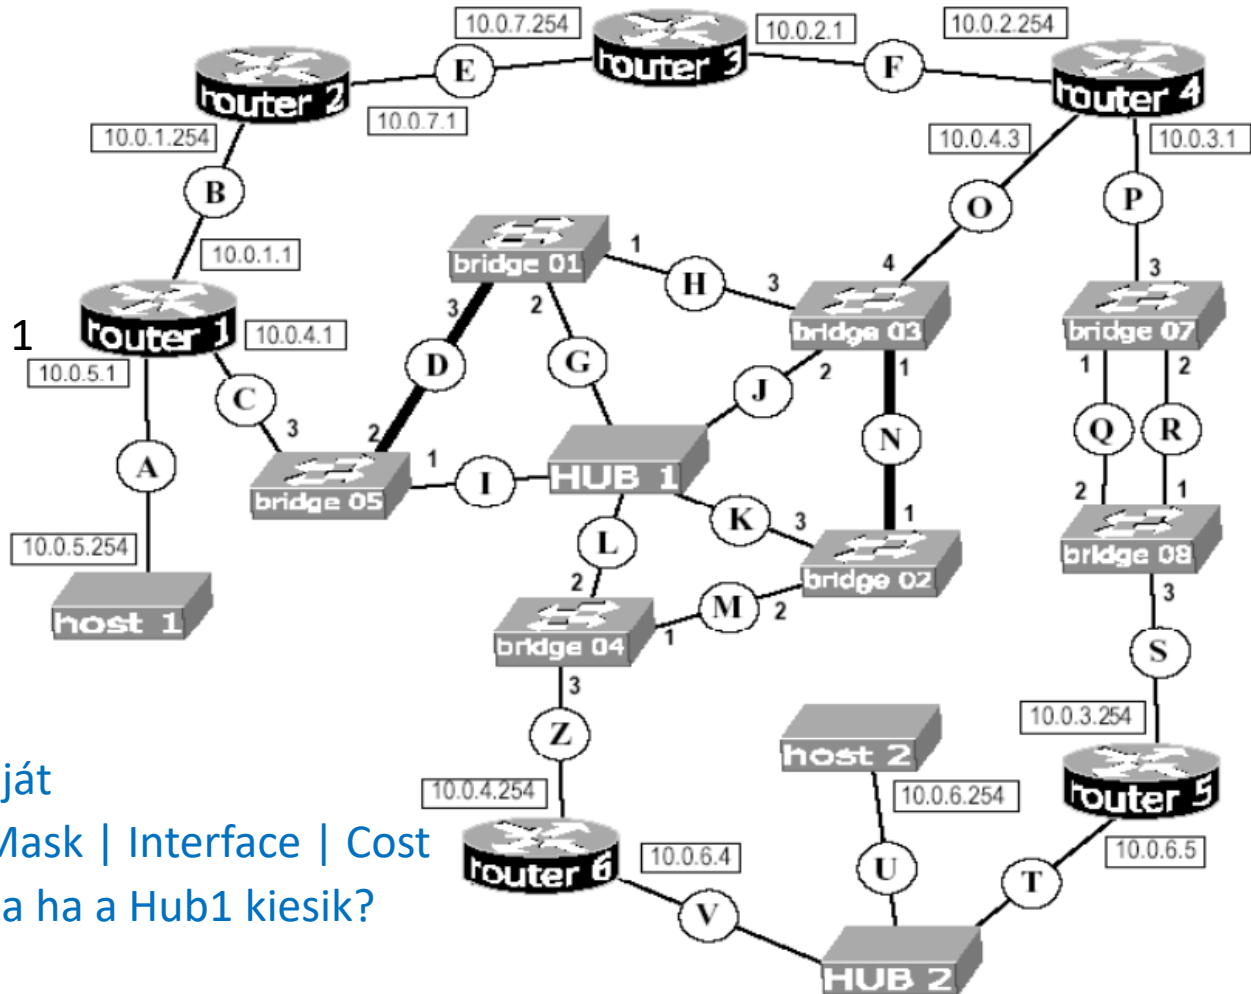 10.0.7.254
10.0.2.1
10.0.2.254
E
F
router 2
router 3
router 4
10.0.1.254
10.0.7.1
10.0.4.3
10.0.3.1
B
O
P
10.0.1.1
bridge 01
1
H
3
4
3
3
2
1
router 1
10.0.4.1
bridge 03
bridge 07
10.0.5.1
D
G
J
2
1
1
2
C
A
3
2
1
I
HUB 1
N
Q
R
bridge 05
K
3
1
2
1
10.0.5.254
L
bridge 02
bridge 08
host 1
2
M
2
3
bridge 04
1
S
3
Z
10.0.3.254
host 2
ját
10.0.4.254
10.0.6.254
router 5
Mask | Interface | Cost
router 6
10.0.6.4
U
T
10.0.6.5
a ha a Hub1 kiesik?
V
HUB 2